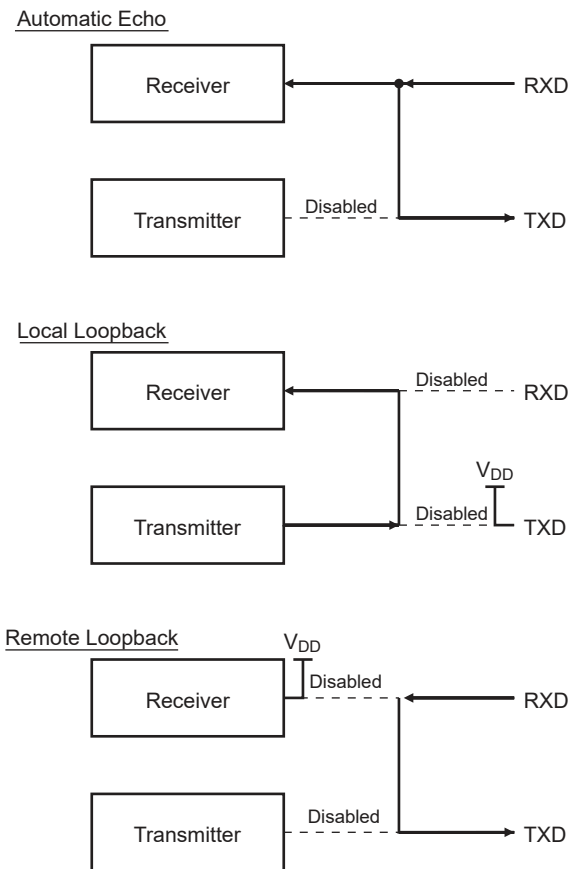 Automatic Echo
Receiver
RXD
Transmitter
Disabled
TXD
Local Loopback
Receiver
Disabled
RXD
VDD
Transmitter
Disabled
TXD
Remote Loopback
VDD
Receiver
Disabled
RXD
Transmitter
Disabled
TXD